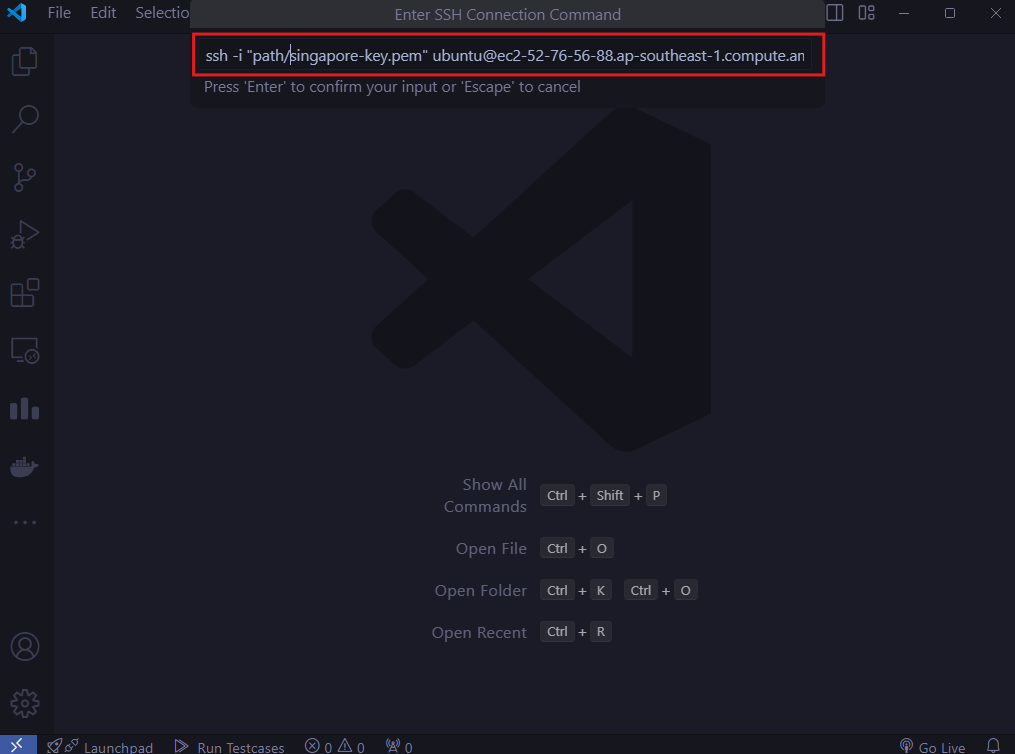 File Edit Selectio
Enter SSH Connection Command
ssh -i "path/singapore-key.pem" ubuntu@ec2-52-76-56-88.ap-southeast-1.compute.am
Press 'Enter' to confirm your input or 'Escape' to cancel
Show All
Commands
Ctrl + Shift + P
Open File Ctrl + O
Open Folder Ctrl + K Ctrl + O
Open Recent Ctrl + R
Launchpad Run Testcases 0 0 0 Go Live